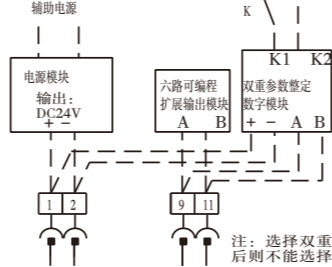 辅助电源
K
K1 K2
电源模块
输出：
DC24V
+ −
六路可编程
扩展输出模块
A B
双重参数整定
数字模块
+ − A B
1 2
9 11
注：选择双重
后则不能选择